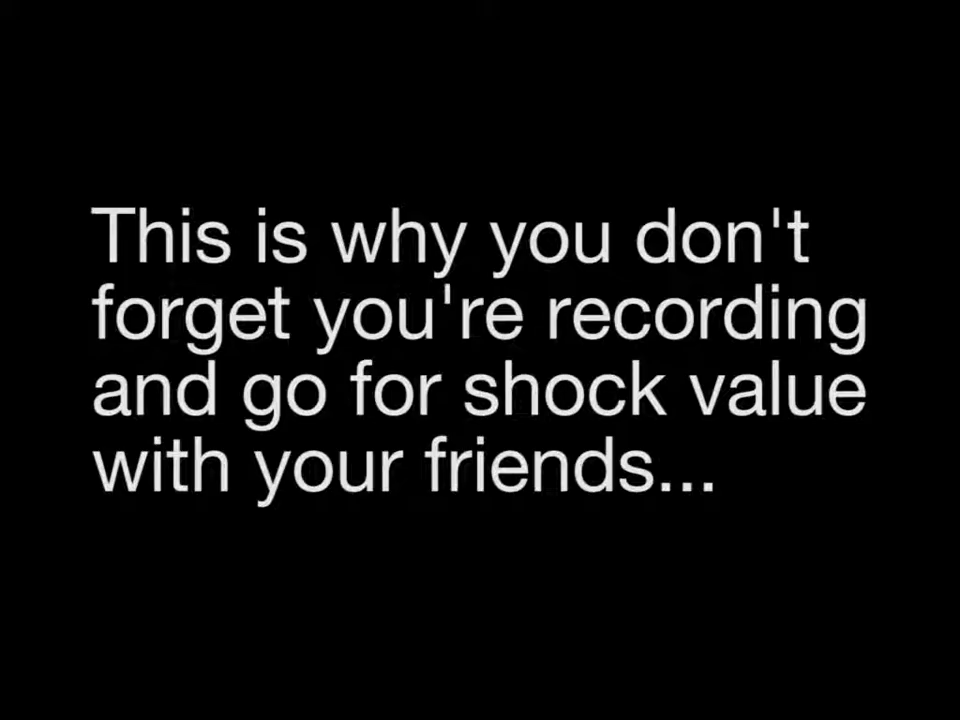 This is why you don't
forget you're recording
and go for shock value
with your friends...